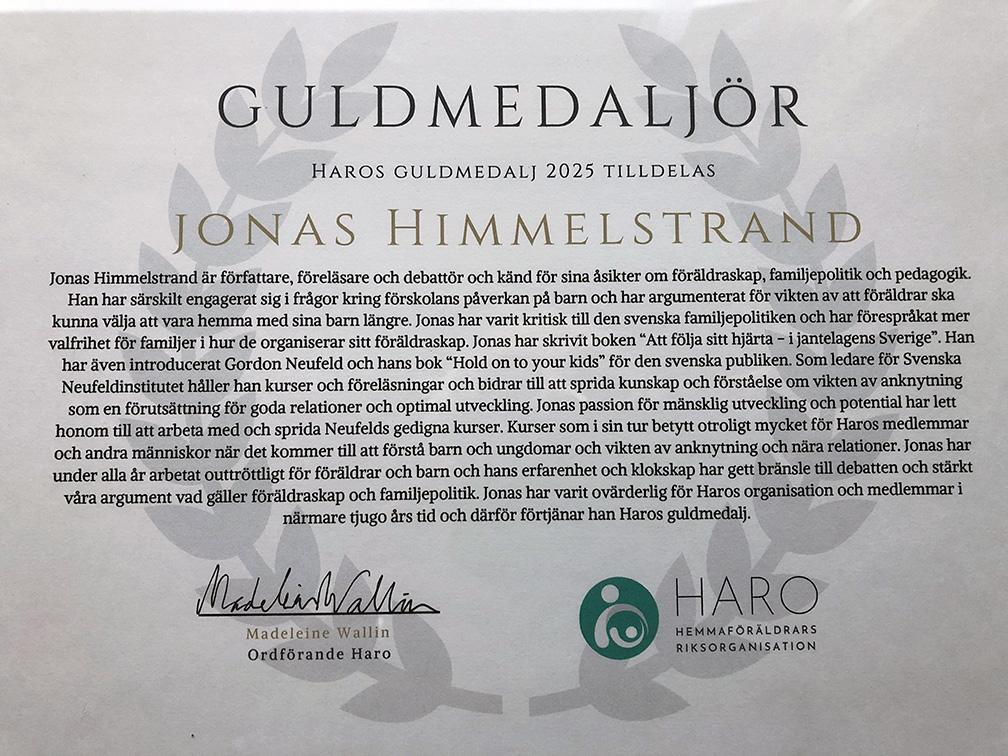 GULDMEDALJÖR
HAROS GULDMEDALJ 2025 TILLDELAS
JONAS HIMMELSTRAND
Jonas Himmelstrand är författare, föreläsare och debattör och känd för sina åsikter om föräldraskap, familjepolitik och pedagogik.
Han har särskilt engagerat sig i frågor kring förskolans påverkan på barn och har argumenterat för vikten av att föräldrar ska
kunna välja att vara hemma med sina barn längre. Jonas har varit kritisk till den svenska familjepolitiken och har förespråkat mer
valfrihet för familjer i hur de organiserar sitt föräldraskap. Jonas har skrivit boken “Att följa sitt hjärta – i jantelagens Sverige”. Han
har även introducerat Gordon Neufeld och hans bok “Hold on to your kids” för den svenska publiken. Som ledare för Svenska
Neufeldinstitutet håller han kurser och föreläsningar och bidrar till att sprida kunskap och förståelse om vikten av anknytning
som en förutsättning för goda relationer och optimal utveckling. Jonas passion för mänsklig utveckling och potential har lett
honom till att arbeta med och sprida Neufelds gedigna kurser. Kurser som i sin tur betytt otroligt mycket för Haros medlemmar
och andra människor när det kommer till att förstå barn och ungdomar och vikten av anknytning och nära relationer. Jonas har
under alla år arbetat outtröttligt för föräldrar och barn och hans erfarenhet och klokskap har gett bränsle till debatten och stärkt
våra argument vad gäller föräldraskap och familjepolitik. Jonas har varit ovärderlig för Haros organisation och medlemmar i
närmare tjugo års tid och därför förtjänar han Haros guldmedalj.
Madeleine Wallin
Madeleine Wallin
Ordförande Haro
HARO
HEMMAFÖRÄLDRARS
RIKSORGANISATION